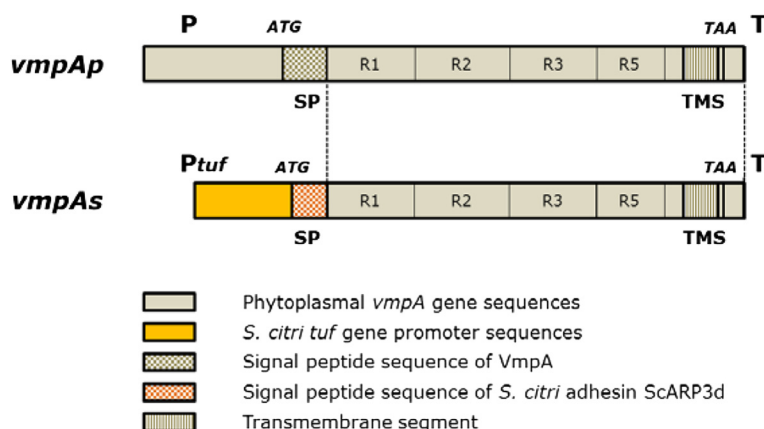 P ATG TAA T
vmpAp R1 R2 R3 R5
SP TMS
Ptuf ATG TAA T
vmpAs R1 R2 R3 R5
SP TMS
Phytoplasmal vmpA gene sequences
S. citri tuf gene promoter sequences
Signal peptide sequence of VmpA
Signal peptide sequence of S. citri adhesin ScARP3d
Transmembrane segment